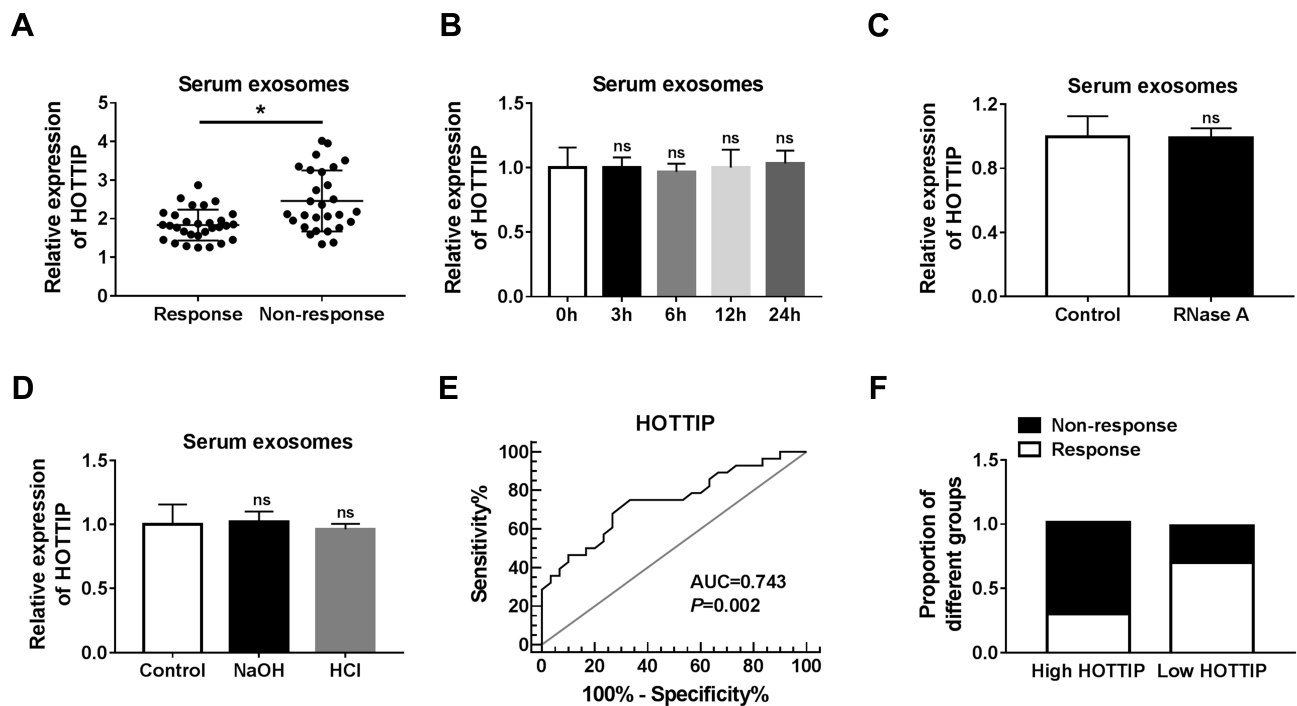 A
Serum exosomes
Relative expression
of HOTTIP
5
4
3
2
1
0
*
Response
Non-response
B
Serum exosomes
Relative expression
of HOTTIP
1.5
1.0
0.5
0.0
ns
ns
ns
ns
0h
3h
6h
12h
24h
C
Serum exosomes
Relative expression
of HOTTIP
1.2
0.8
0.4
0.0
ns
Control
RNase A
D
Serum exosomes
Relative expression
of HOTTIP
1.5
1.0
0.5
0.0
ns
ns
Control
NaOH
HCl
E
HOTTIP
Sensitivity%
100
80
60
40
20
0
AUC=0.743
P=0.002
0
20
40
60
80
100
100% - Specificity%
F
Non-response
Response
Proportion of
different groups
1.5
1.0
0.5
0.0
High HOTTIP
Low HOTTIP